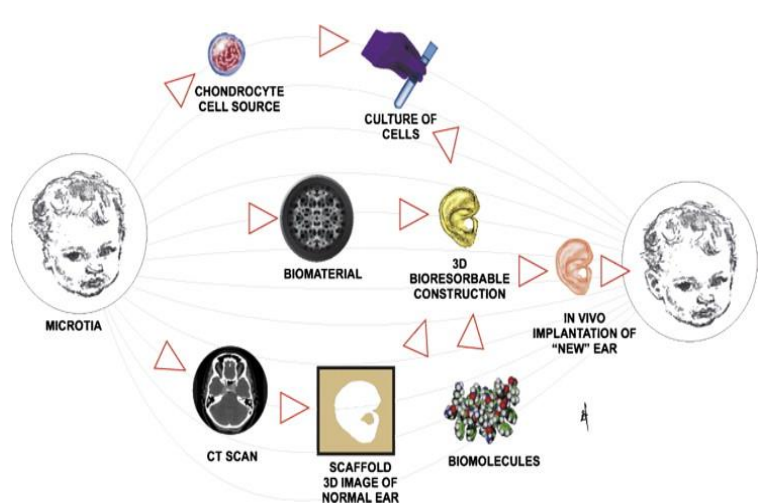 CHONDROCYTE
CELL SOURCE
CULTURE OF
CELLS
MICROTIA
BIOMATERIAL
3D
BIORESORBABLE
CONSTRUCTION
IN VIVO
IMPLANTATION OF
“NEW” EAR
CT SCAN
SCAFFOLD
3D IMAGE OF
NORMAL EAR
BIOMOLECULES